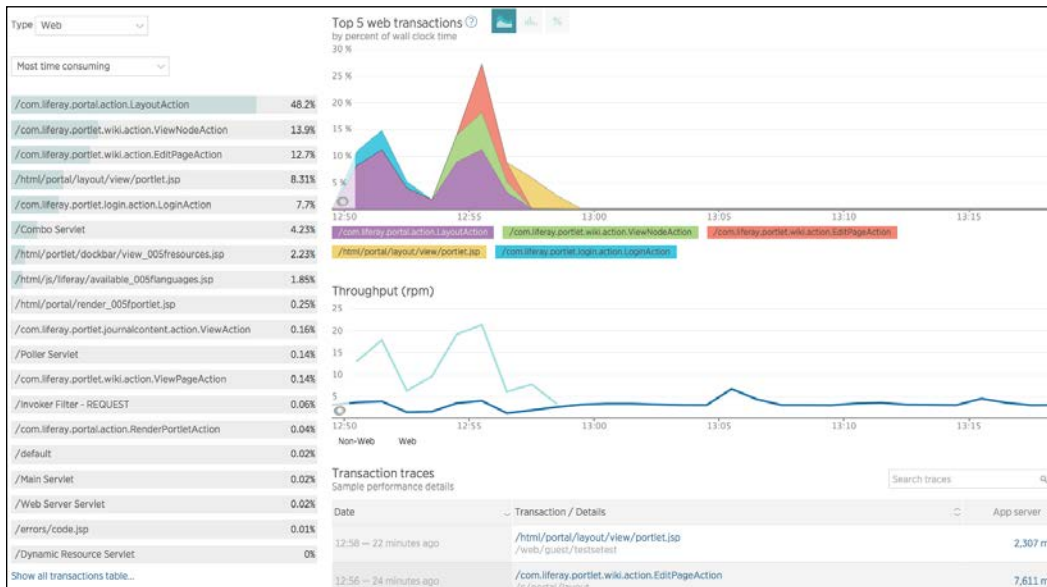 Type Web
Most time consuming
/com.liferay.portal.action.LayoutAction 48.2%
/com.liferay.portlet.wiki.action.ViewNodeAction 13.9%
/com.liferay.portlet.wiki.action.EditPageAction 12.7%
/html/portal/layout/view/portlet.jsp 8.31%
/com.liferay.portlet.login.action.LoginAction 7.7%
/Combo Servlet 4.23%
/html/portlet/dockbar/view_005fresources.jsp 2.23%
/html/js/liferay/available_005flanguages.jsp 1.85%
/html/portal/render_005fportlet.jsp 0.25%
/com.liferay.portlet.journalcontent.action.ViewAction 0.16%
/Poller Servlet 0.14%
/com.liferay.portlet.wiki.action.ViewPageAction 0.14%
/Invoker Filter - REQUEST 0.06%
/com.liferay.portal.action.RenderPortletAction 0.04%
/default 0.02%
/Main Servlet 0.02%
/Web Server Servlet 0.02%
/errors/code.jsp 0.01%
/Dynamic Resource Servlet 0%
Show all transactions table...
Top 5 web transactions ? %
by percent of wall clock time
30 %
25 %
20 %
15 %
10 %
5 %
12:50 12:55 13:00 13:05 13:10 13:15
/com.liferay.portal.action.LayoutAction /com.liferay.portlet.wiki.action.ViewNodeAction /com.liferay.portlet.wiki.action.EditPageAction
/html/portal/layout/view/portlet.jsp /com.liferay.portlet.login.action.LoginAction
Throughput (rpm)
25
20
15
10
5
12:50 12:55 13:00 13:05 13:10 13:15
Non-Web Web
Transaction traces
Sample performance details
Search traces
Date Transaction / Details App server
12:58 — 22 minutes ago /html/portal/layout/view/portlet.jsp 2,307 m
/web/guest/testsetest
12:56 — 24 minutes ago /com.liferay.portlet.wiki.action.EditPageAction 7,611 m